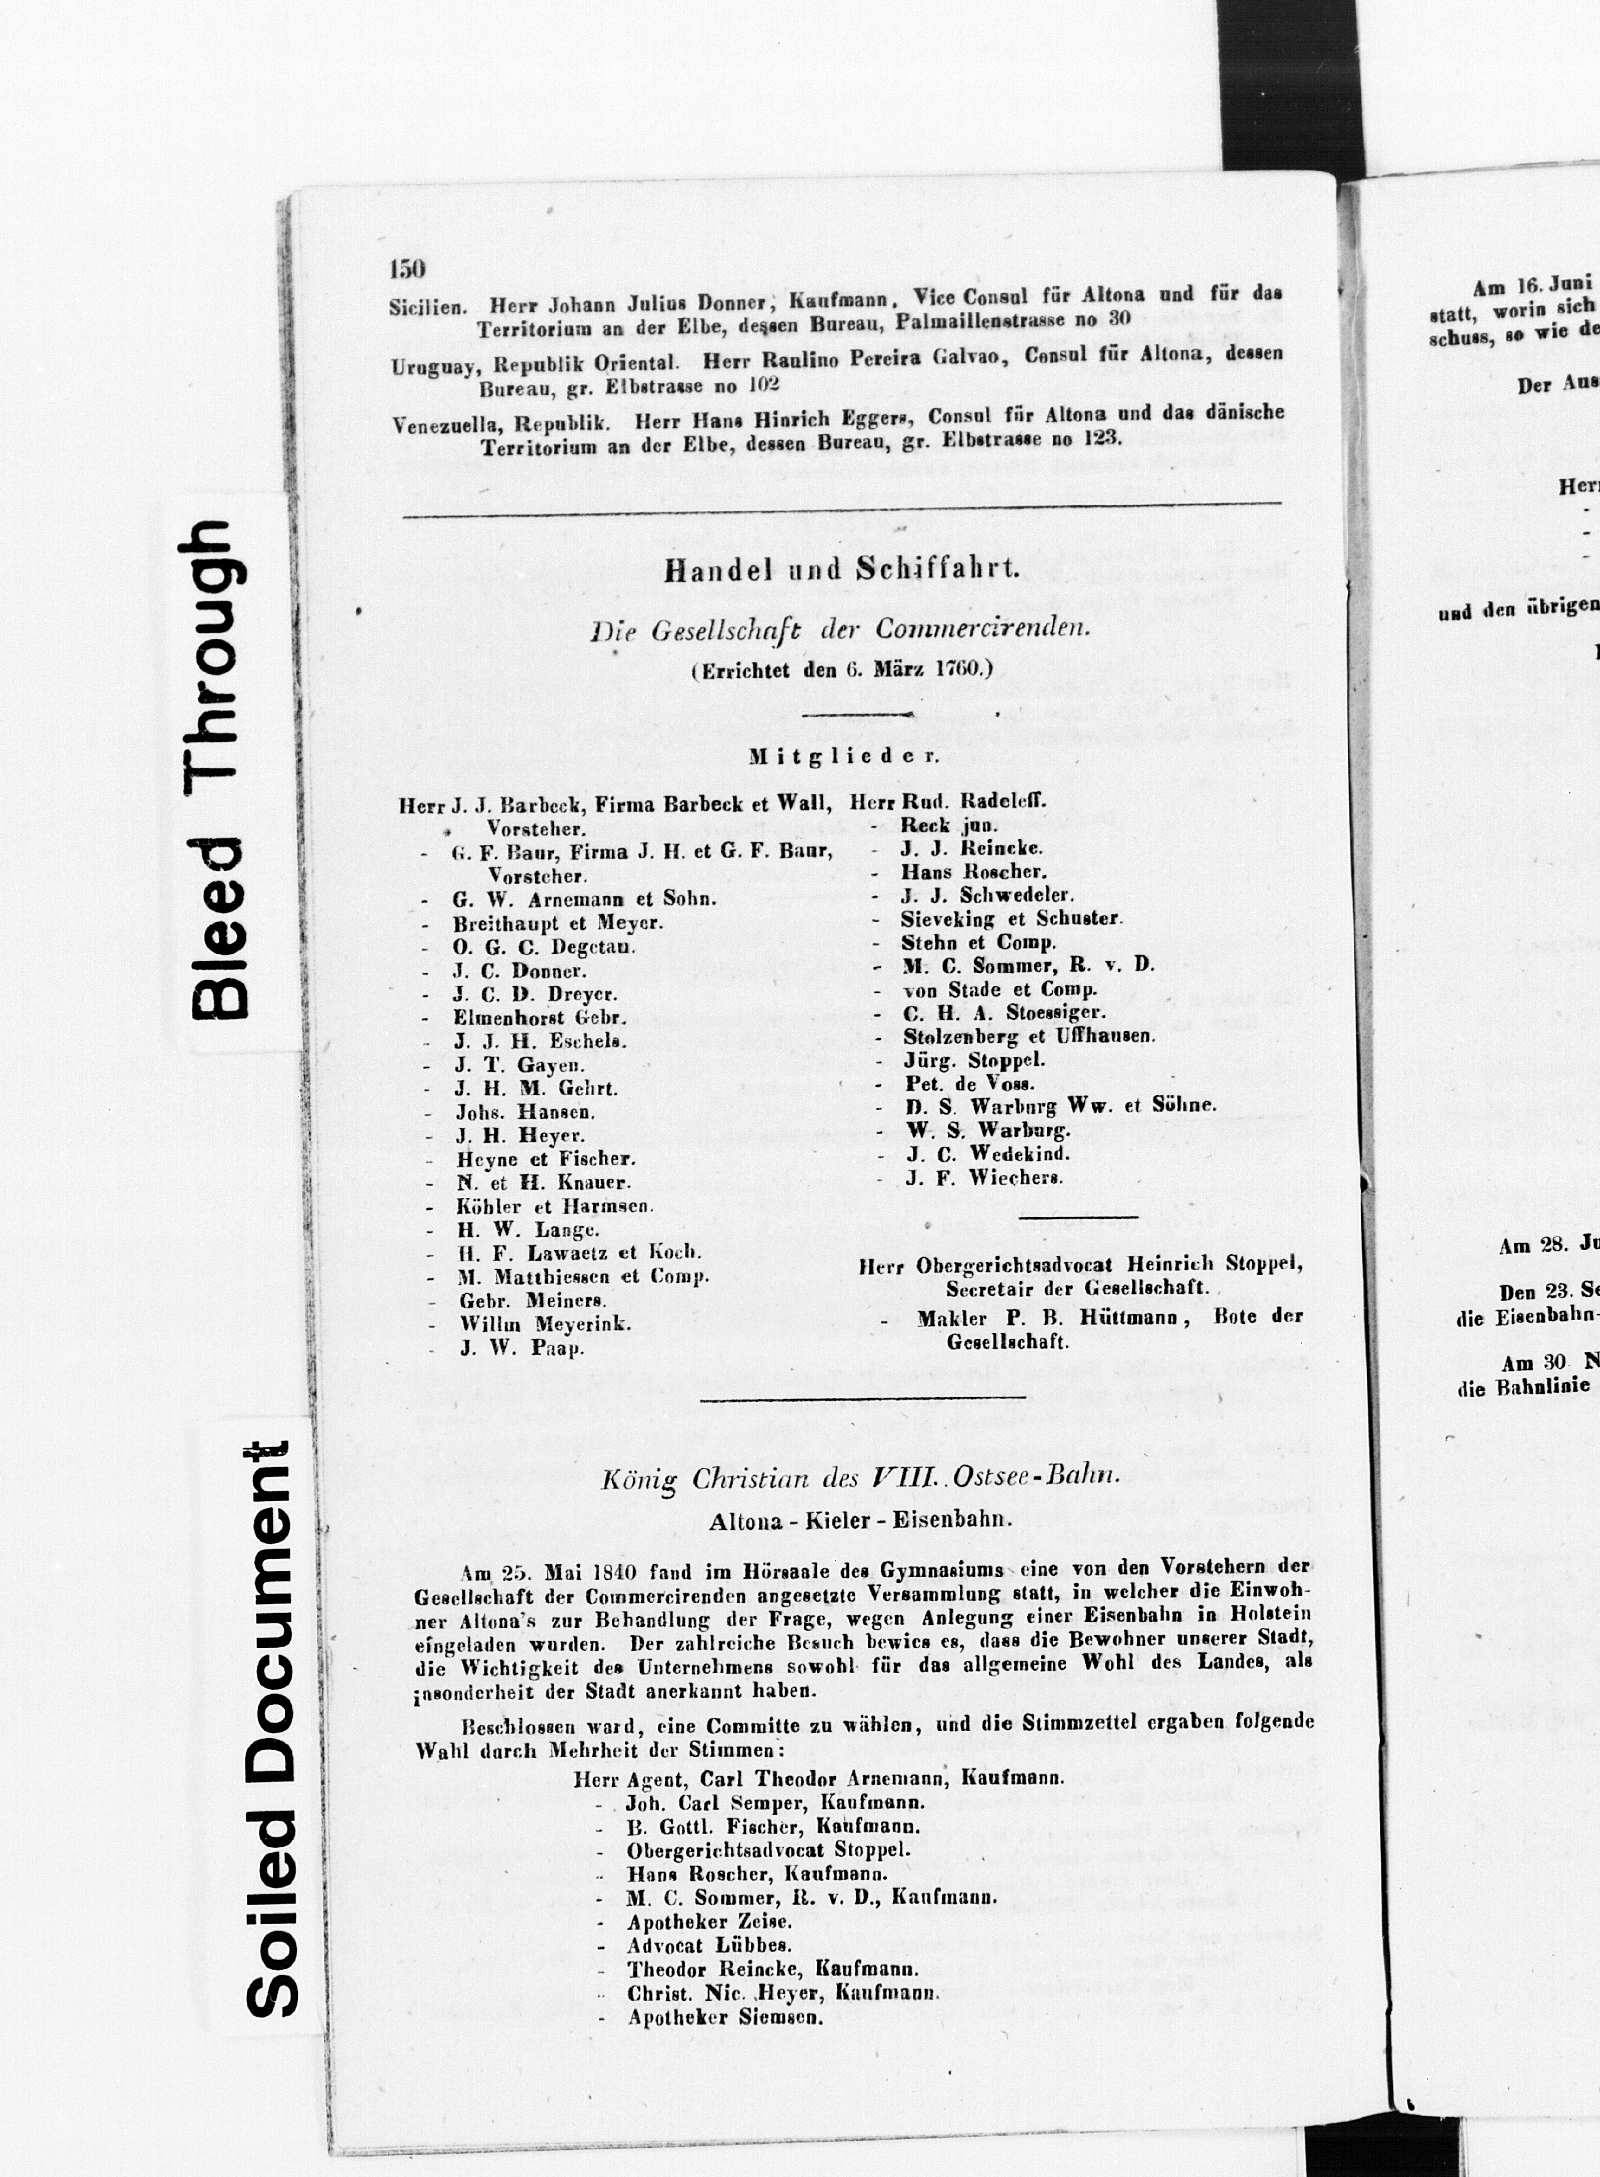 150
Sicilien. Herr Johann Julius Donner, Kaufmann, Vice Consul für Altona und für das
Territorium an der Elbe, dessen Bureau, Palmaillenstrasse no 30
Uruguay, Republik Oriental. Herr Raulino Pereira Galvao, Consul für Altona, dessen
Bureau, gr. Elbstrasse no 102
Venezuella, Republik. Herr Hans Hinrich Eggers, Consul für Altona und das dänische
Territorium an der Elbe, dessen Bureau, gr. Elbstrasse no 123.
Handel und Schiffahrt.
Die Gesellschaft der Commercirenden.
(Errichtet den 6. März 1760.)
Mitglieder.
Herr J. J. Barbeck, Firma Barbeck et Wall,
Vorsteher.
- G. F. Baur, Firma J. H. et G. F. Baur,
Vorsteher.
- G. W. Arnemann et Sohn.
- Breithaupt et Meyer.
- O. G. C. Degetau.
- J. C. Donner.
- J. C. D. Dreyer.
- Elmenhorst Gebr.
- J. J. H. Eschels.
- J. T. Gayen.
- J. H. M. Gehrt.
- Johs. Hansen.
- J. H. Heyer.
- Heyne et Fischer.
- N. et H. Knauer.
- Köhler et Harmsen.
- H. W. Lange.
- H. F. Lawaetz et Koch.
- M. Matthiessen et Comp.
- Gebr. Meiners.
- Willm Meyerink.
- J. W. Paap.
Herr Rud. Radeleff.
- Reck jun.
- J. J. Reincke.
- Hans Roscher.
- J. J. Schwedeler.
- Sieveking et Schuster.
- Stehn et Comp.
- M. C. Sommer, R. v. D.
- von Stade et Comp.
- C. H. A. Stoessiger.
- Stolzenberg et Uffhausen.
- Jürg. Stoppel.
- Pet. de Voss.
- D. S. Warburg Ww. et Söhne.
- W. S. Warburg.
- J. C. Wedekind.
- J. F. Wiechers.
Herr Obergerichtsadvocat Heinrich Stoppel,
Secretair der Gesellschaft.
- Makler P. B. Hüttmann, Bote der
Gesellschaft.
König Christian des VIII. Ostsee-Bahn.
Altona-Kieler-Eisenbahn.
Am 25. Mai 1840 fand im Hörsaale des Gymnasiums eine von den Vorstehern der
Gesellschaft der Commercirenden angesetzte Versammlung statt, in welcher die Einwoh-
ner Altona's zur Behandlung der Frage, wegen Anlegung einer Eisenbahn in Holstein
eingeladen wurden. Der zahlreiche Besuch bewies es, dass die Bewohner unserer Stadt,
die Wichtigkeit des Unternehmens sowohl für das allgemeine Wohl des Landes, als
insonderheit der Stadt anerkannt haben.
Beschlossen ward, eine Committe zu wählen, und die Stimmzettel ergaben folgende
Wahl durch Mehrheit der Stimmen:
Herr Agent, Carl Theodor Arnemann, Kaufmann.
- Joh. Carl Semper, Kaufmann.
- B. Gottl. Fischer, Kaufmann.
- Obergerichtsadvocat Stoppel.
- Hans Roscher, Kaufmann.
- M. C. Sommer, R. v. D., Kaufmann.
- Apotheker Zeise.
- Advocat Lübbes.
- Theodor Reincke, Kaufmann.
- Christ. Nic. Heyer, Kaufmann.
- Apotheker Siemsen.
Bleed Through
Soiled Document
Am 16. Juni
statt, worin sich
schuss, so wie
Der
und den übrigen
Am 28.
Den 23.
die Eisenbahn-
Am 30
die Bahnlinie